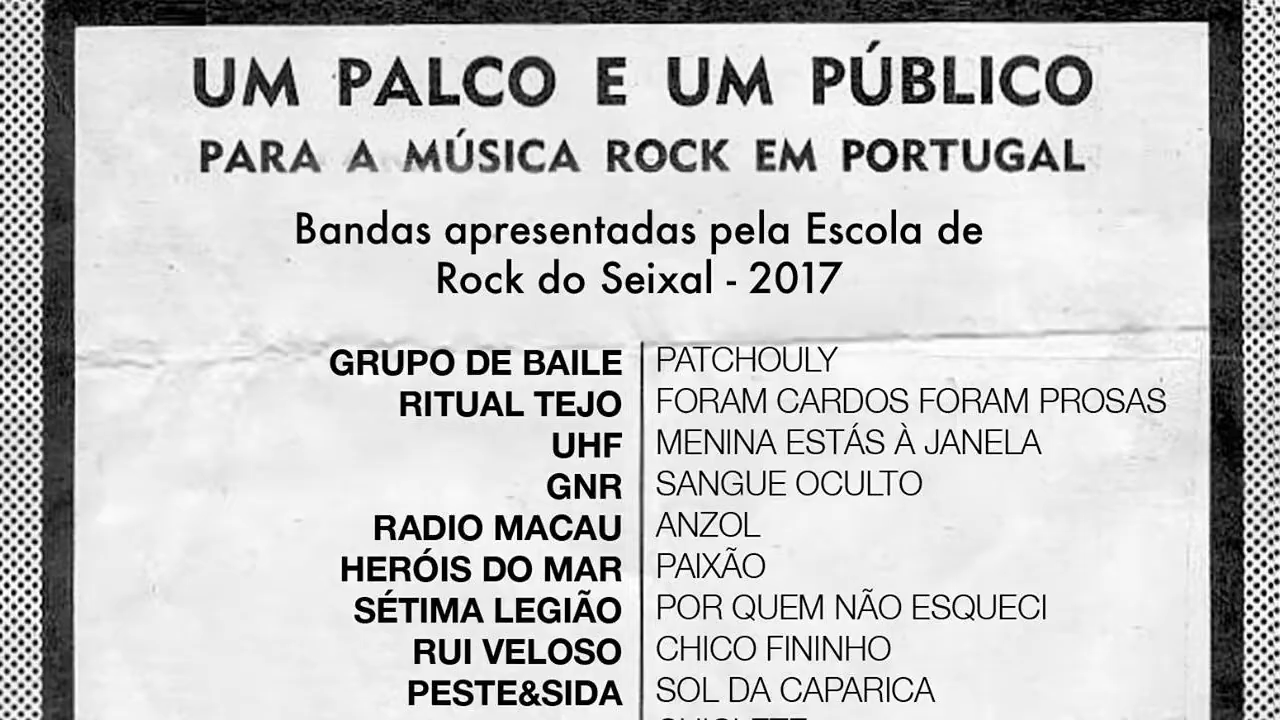 UM PALCO E UM PÚBLICO
PARA A MÚSICA ROCK EM PORTUGAL
Bandas apresentadas pela Escola de
Rock do Seixal - 2017
GRUPO DE BAILE PATCHOULY
RITUAL TEJO FORAM CARDOS FORAM PROSAS
UHF MENINA ESTÁS À JANELA
GNR SANGUE OCULTO
RADIO MACAU ANZOL
HERÓIS DO MAR PAIXÃO
SÉTIMA LEGIÃO POR QUEM NÃO ESQUECI
RUI VELOSO CHICO FININHO
PESTE&SIDA SOL DA CAPARICA